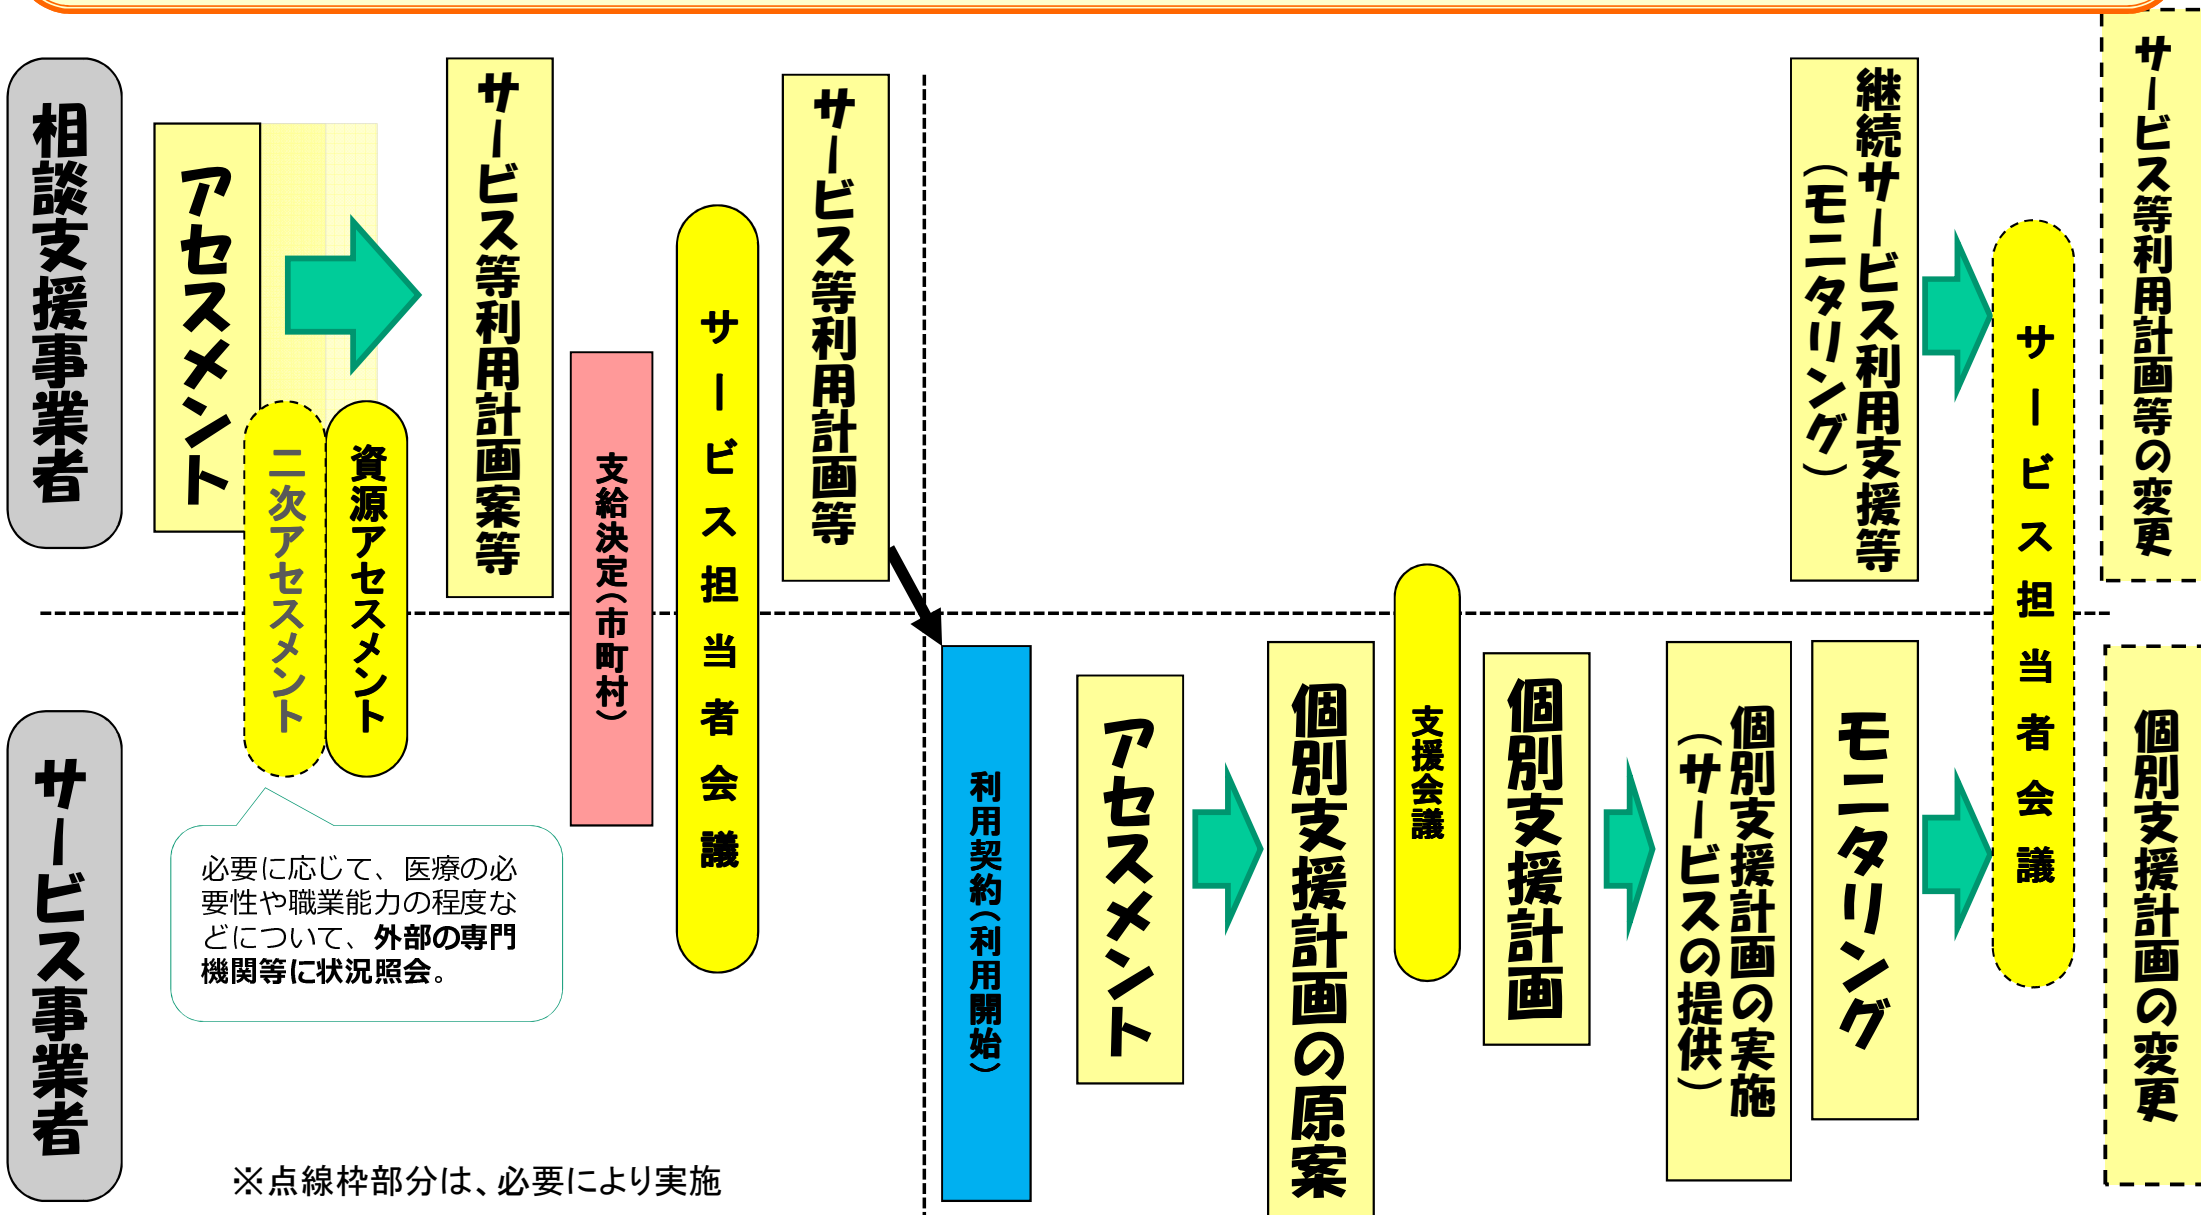 相談支援事業者
アセスメント
二次アセスメント
資源アセスメント
サービス等利用計画案等
支給決定（市町村）
サービス担当者会議
サービス等利用計画等
継続サービス利用支援等
（モニタリング）
サービス担当者会議
サービス等利用計画等の変更
サービス事業者
必要に応じて、医療の必
要性や職業能力の程度な
どについて、外部の専門
機関等に状況照会。
利用契約（利用開始）
アセスメント
個別支援計画の原案
支援会議
個別支援計画
個別支援計画の実施
（サービスの提供）
モニタリング
個別支援計画の変更
※点線枠部分は、必要により実施